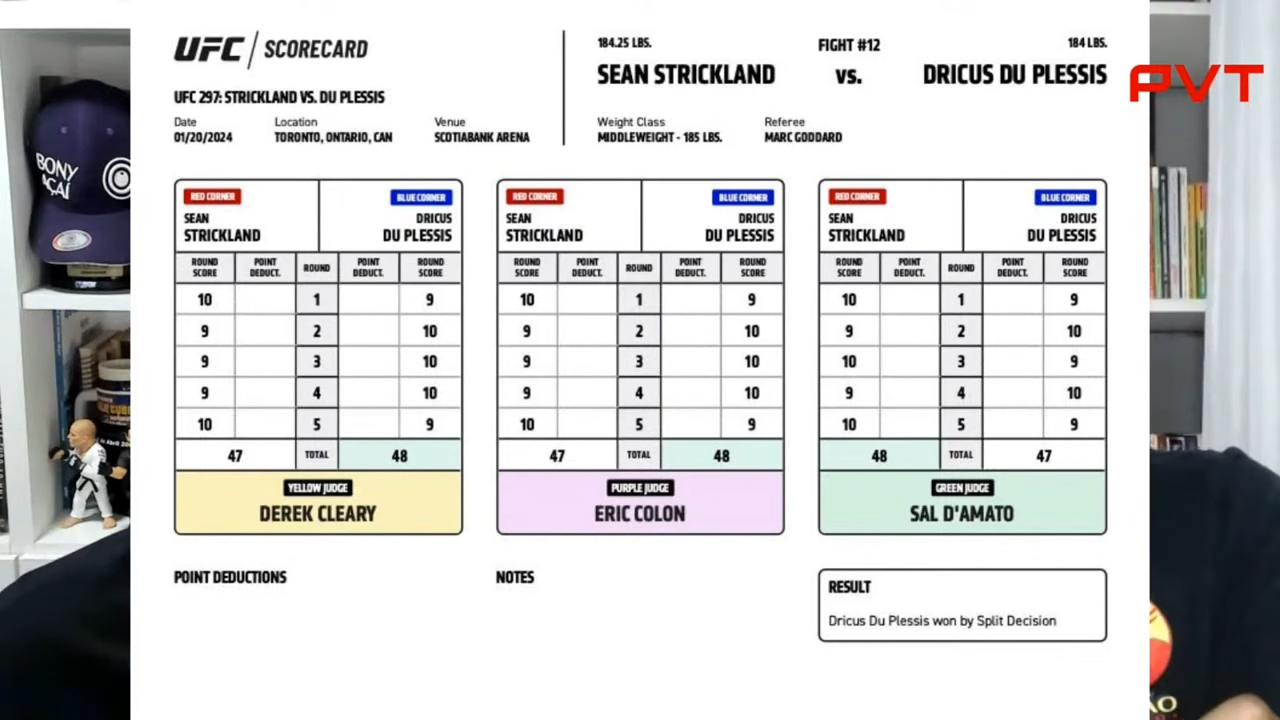 UFC / SCORECARD
UFC 297: STRICKLAND VS. DU PLESSIS
Date Location Venue
01/20/2024 TORONTO, ONTARIO, CAN SCOTIABANK ARENA
184.25 LBS. FIGHT #12 184 LBS.
SEAN STRICKLAND VS. DRICUS DU PLESSIS
Weight Class Referee
MIDDLEWEIGHT - 185 LBS. MARC GODDARD
PVT
BONY
AÇAÍ
RED CORNER BLUE CORNER
SEAN DRICUS
STRICKLAND DU PLESSIS
ROUND SCORE POINT DEDUCT. ROUND POINT DEDUCT. ROUND SCORE
10 1 9
9 2 10
9 3 10
9 4 10
10 5 9
47 TOTAL 48
YELLOW JUDGE
DEREK CLEARY
RED CORNER BLUE CORNER
SEAN DRICUS
STRICKLAND DU PLESSIS
ROUND SCORE POINT DEDUCT. ROUND POINT DEDUCT. ROUND SCORE
10 1 9
9 2 10
9 3 10
9 4 10
10 5 9
47 TOTAL 48
PURPLE JUDGE
ERIC COLON
RED CORNER BLUE CORNER
SEAN DRICUS
STRICKLAND DU PLESSIS
ROUND SCORE POINT DEDUCT. ROUND POINT DEDUCT. ROUND SCORE
10 1 9
9 2 10
10 3 9
9 4 10
10 5 9
48 TOTAL 47
GREEN JUDGE
SAL D'AMATO
POINT DEDUCTIONS
NOTES
RESULT
Dricus Du Plessis won by Split Decision